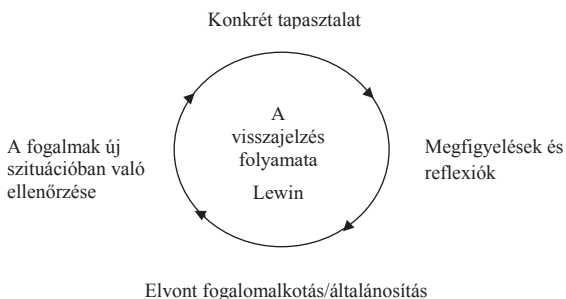 Konkrét tapasztalat
A
visszajelzés
folyamata
Lewin
Megfigyelések és
reflexiók
Elvont fogalomalkotás/általánosítás
A fogalmak új
szituációban való
ellenőrzése